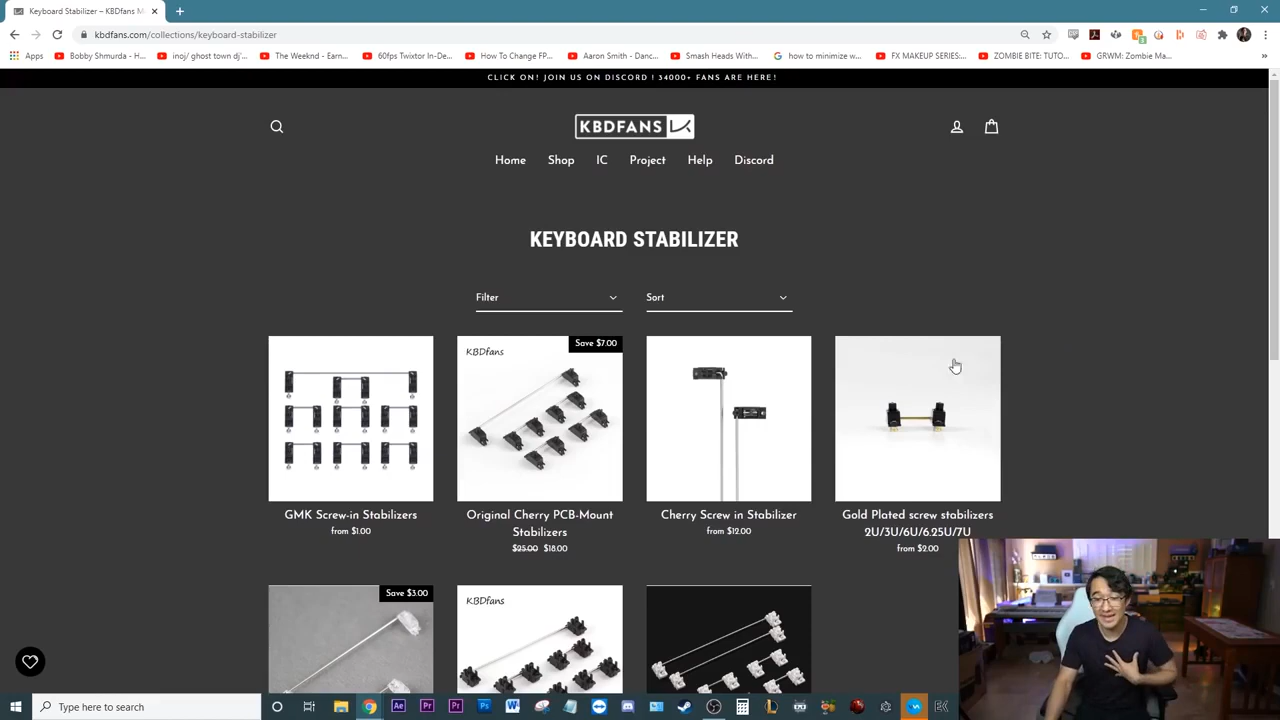 Keyboard Stabilizer – KBDfans M
kbdfans.com/collections/keyboard-stabilizer
Apps
Bobby Shmurda - H...
inoj/ ghost town dj'...
The Weeknd - Earn...
60fps Twixtor In-De...
How To Change FP...
Aaron Smith - Danc...
Smash Heads With...
how to minimize w...
FX MAKEUP SERIES:...
ZOMBIE BITE: TUTO...
GRWM: Zombie Ma...
CLICK ON! JOIN US ON DISCORD ! 34000+ FANS ARE HERE!
KBDFANS
Home Shop IC Project Help Discord
KEYBOARD STABILIZER
Filter
Sort
KBDfans
Save $7.00
GMK Screw-in Stabilizers
from $1.00
Original Cherry PCB-Mount
Stabilizers
$25.00 $18.00
Cherry Screw in Stabilizer
from $12.00
Gold Plated screw stabilizers
2U/3U/6U/6.25U/7U
from $2.00
Save $3.00
KBDfans
Type here to search